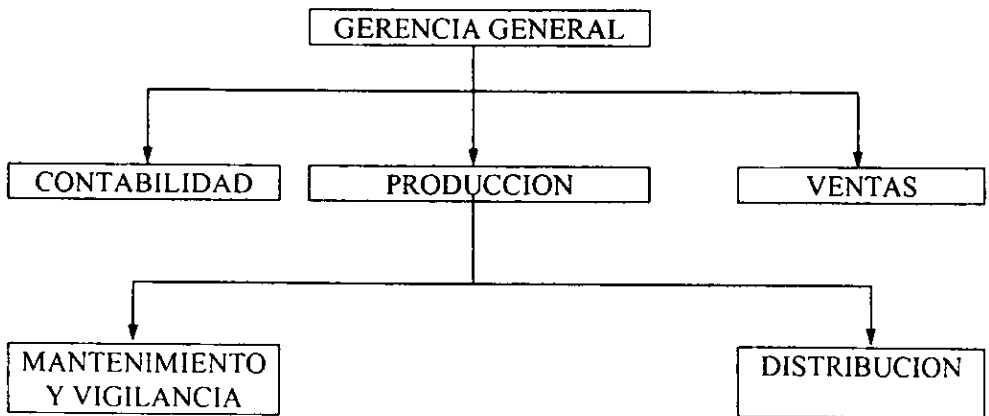 GERENCIA GENERAL
CONTABILIDAD
PRODUCCION
VENTAS
MANTENIMIENTO
Y VIGILANCIA
DISTRIBUCION